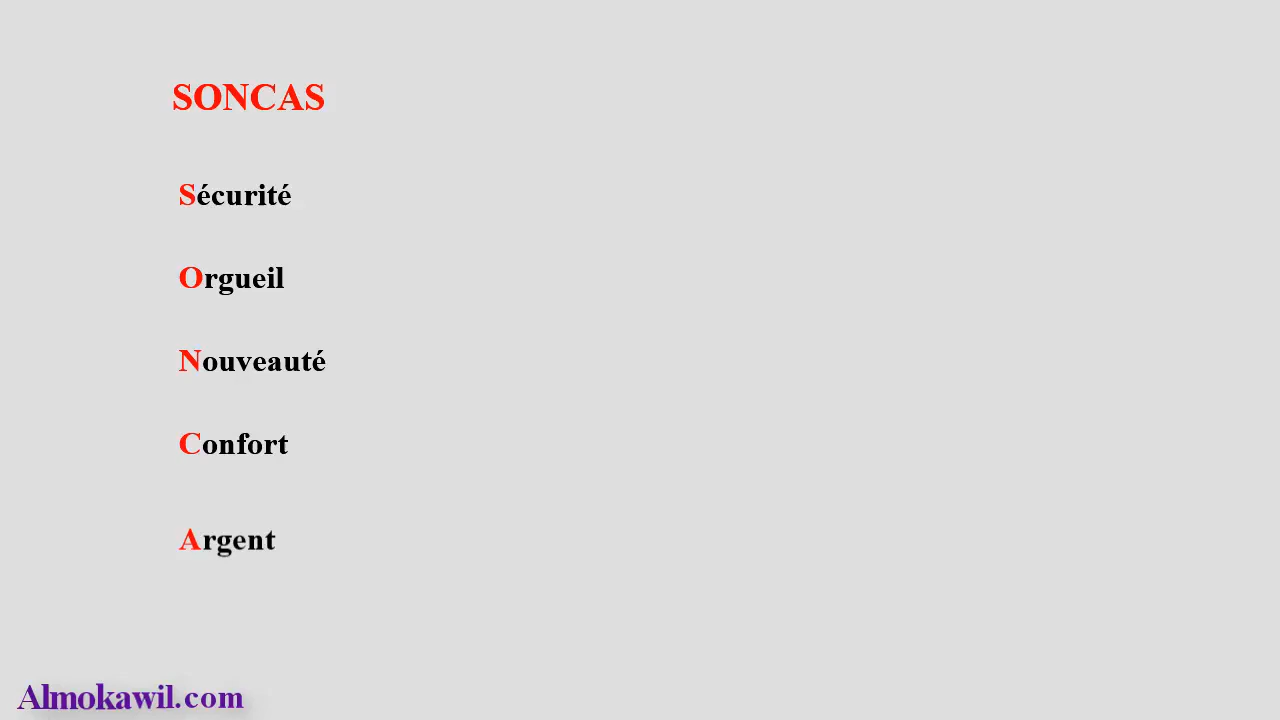 SONCAS
Sécurité
Orgueil
Nouveauté
Confort
Argent
Almokawil.com